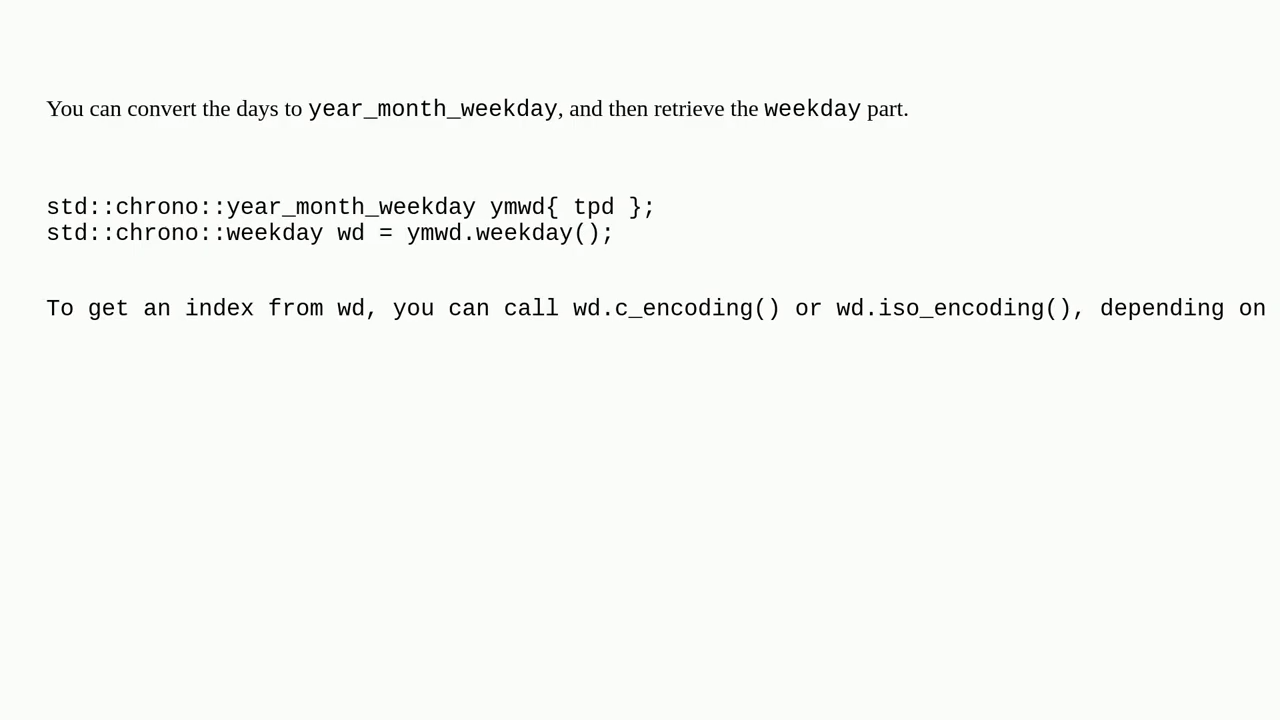 You can convert the days to year_month_weekday, and then retrieve the weekday part.
std::chrono::year_month_weekday ymwd{ tpd };
std::chrono::weekday wd = ymwd.weekday();
To get an index from wd, you can call wd.c_encoding() or wd.iso_encoding(), depending on